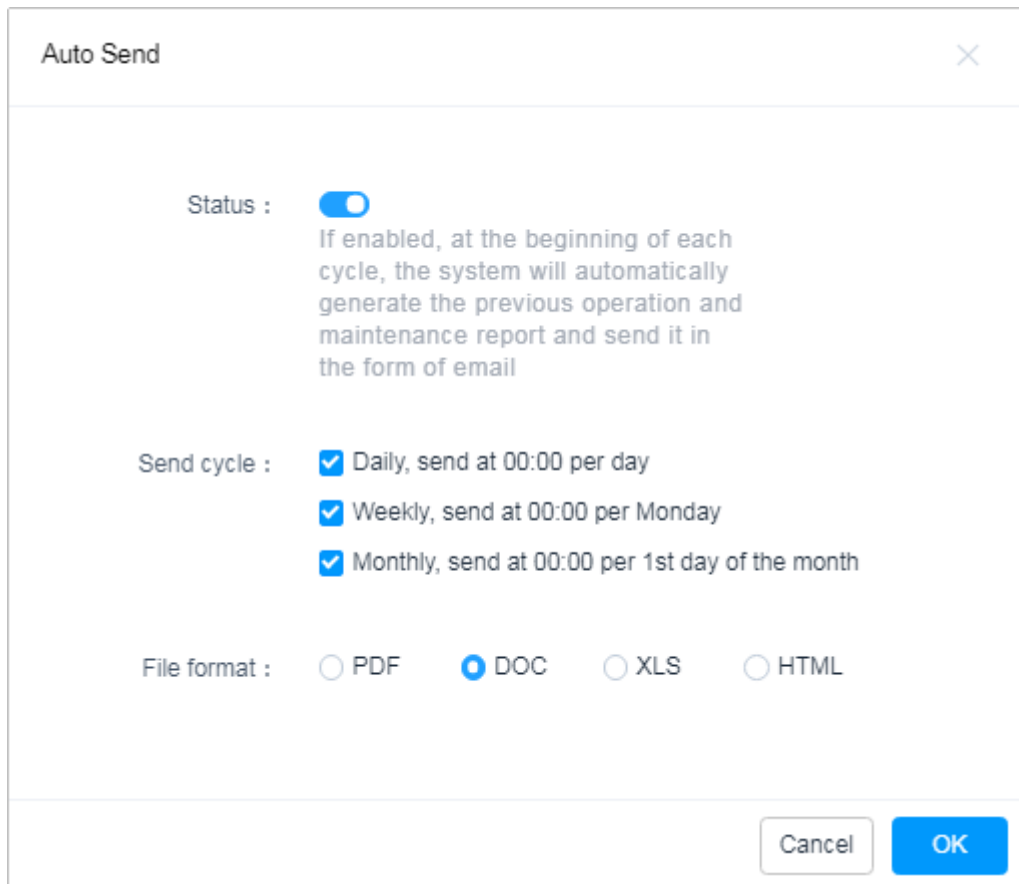 Auto Send
Status :
If enabled, at the beginning of each
cycle, the system will automatically
generate the previous operation and
maintenance report and send it in
the form of email
Send cycle :
Daily, send at 00:00 per day
Weekly, send at 00:00 per Monday
Monthly, send at 00:00 per 1st day of the month
File format : PDF DOC XLS HTML
Cancel OK